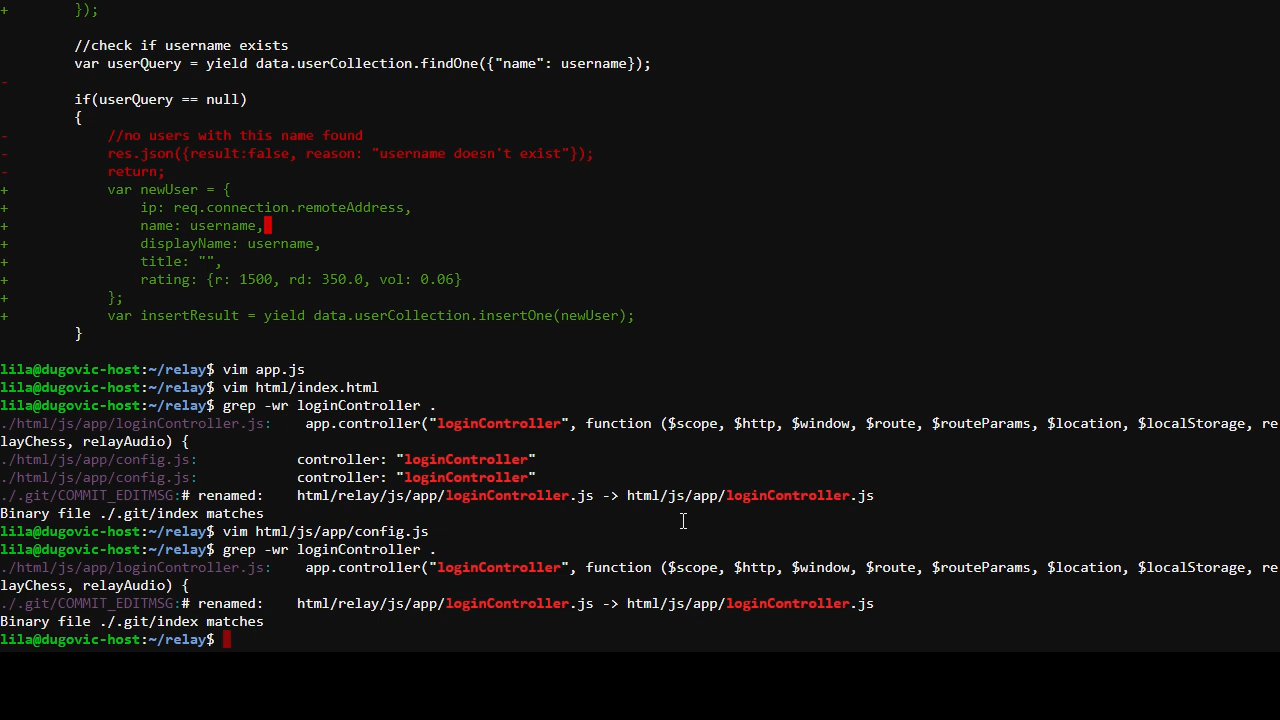 +        });
        //check if username exists
        var userQuery = yield data.userCollection.findOne({"name": username});
-
        if(userQuery == null)
        {
-            //no users with this name found
-            res.json({result:false, reason: "username doesn't exist"});
-            return;
+            var newUser = {
+                ip: req.connection.remoteAddress,
+                name: username,
+                displayName: username,
+                title: "",
+                rating: {r: 1500, rd: 350.0, vol: 0.06}
+            };
+            var insertResult = yield data.userCollection.insertOne(newUser);
        }
lila@dugovic-host:~/relay$ vim app.js
lila@dugovic-host:~/relay$ vim html/index.html
lila@dugovic-host:~/relay$ grep -wr loginController .
./html/js/app/loginController.js:    app.controller("loginController", function ($scope, $http, $window, $route, $routeParams, $location, $localStorage, re
layChess, relayAudio) {
./html/js/app/config.js:            controller: "loginController"
./html/js/app/config.js:            controller: "loginController"
./.git/COMMIT_EDITMSG:# renamed:    html/relay/js/app/loginController.js -> html/js/app/loginController.js
Binary file ./.git/index matches
lila@dugovic-host:~/relay$ vim html/js/app/config.js
lila@dugovic-host:~/relay$ grep -wr loginController .
./html/js/app/loginController.js:    app.controller("loginController", function ($scope, $http, $window, $route, $routeParams, $location, $localStorage, re
layChess, relayAudio) {
./.git/COMMIT_EDITMSG:# renamed:    html/relay/js/app/loginController.js -> html/js/app/loginController.js
Binary file ./.git/index matches
lila@dugovic-host:~/relay$